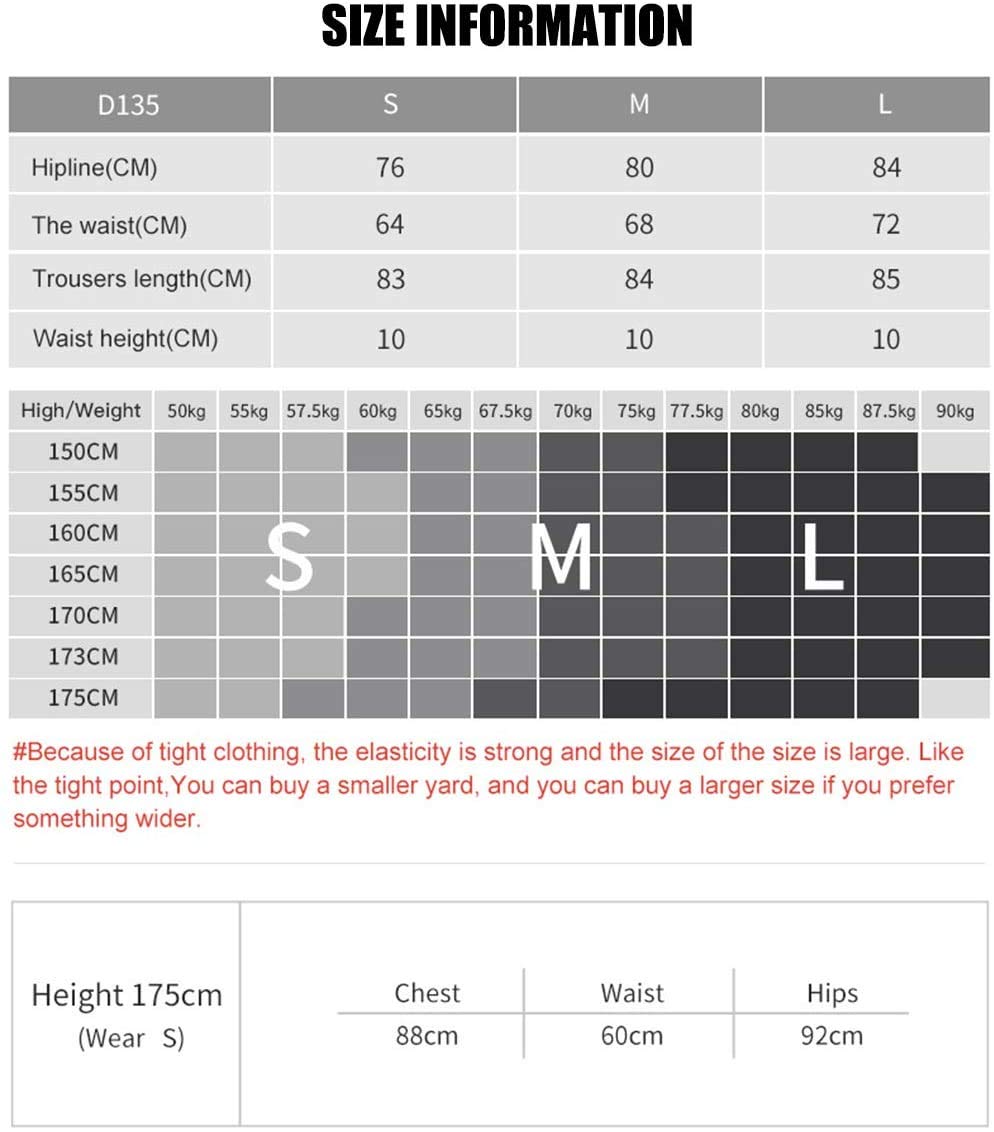 SIZE INFORMATION
D135 S M L
Hipline(CM) 76 80 84
The waist(CM) 64 68 72
Trousers length(CM) 83 84 85
Waist height(CM) 10 10 10
High/Weight 50kg 55kg 57.5kg 60kg 65kg 67.5kg 70kg 75kg 77.5kg 80kg 85kg 87.5kg 90kg
150CM
155CM
160CM
S M L
165CM
170CM
173CM
175CM
#Because of tight clothing, the elasticity is strong and the size of the size is large. Like
the tight point,You can buy a smaller yard, and you can buy a larger size if you prefer
something wider.
Height 175cm
(Wear S)
Chest Waist Hips
88cm 60cm 92cm